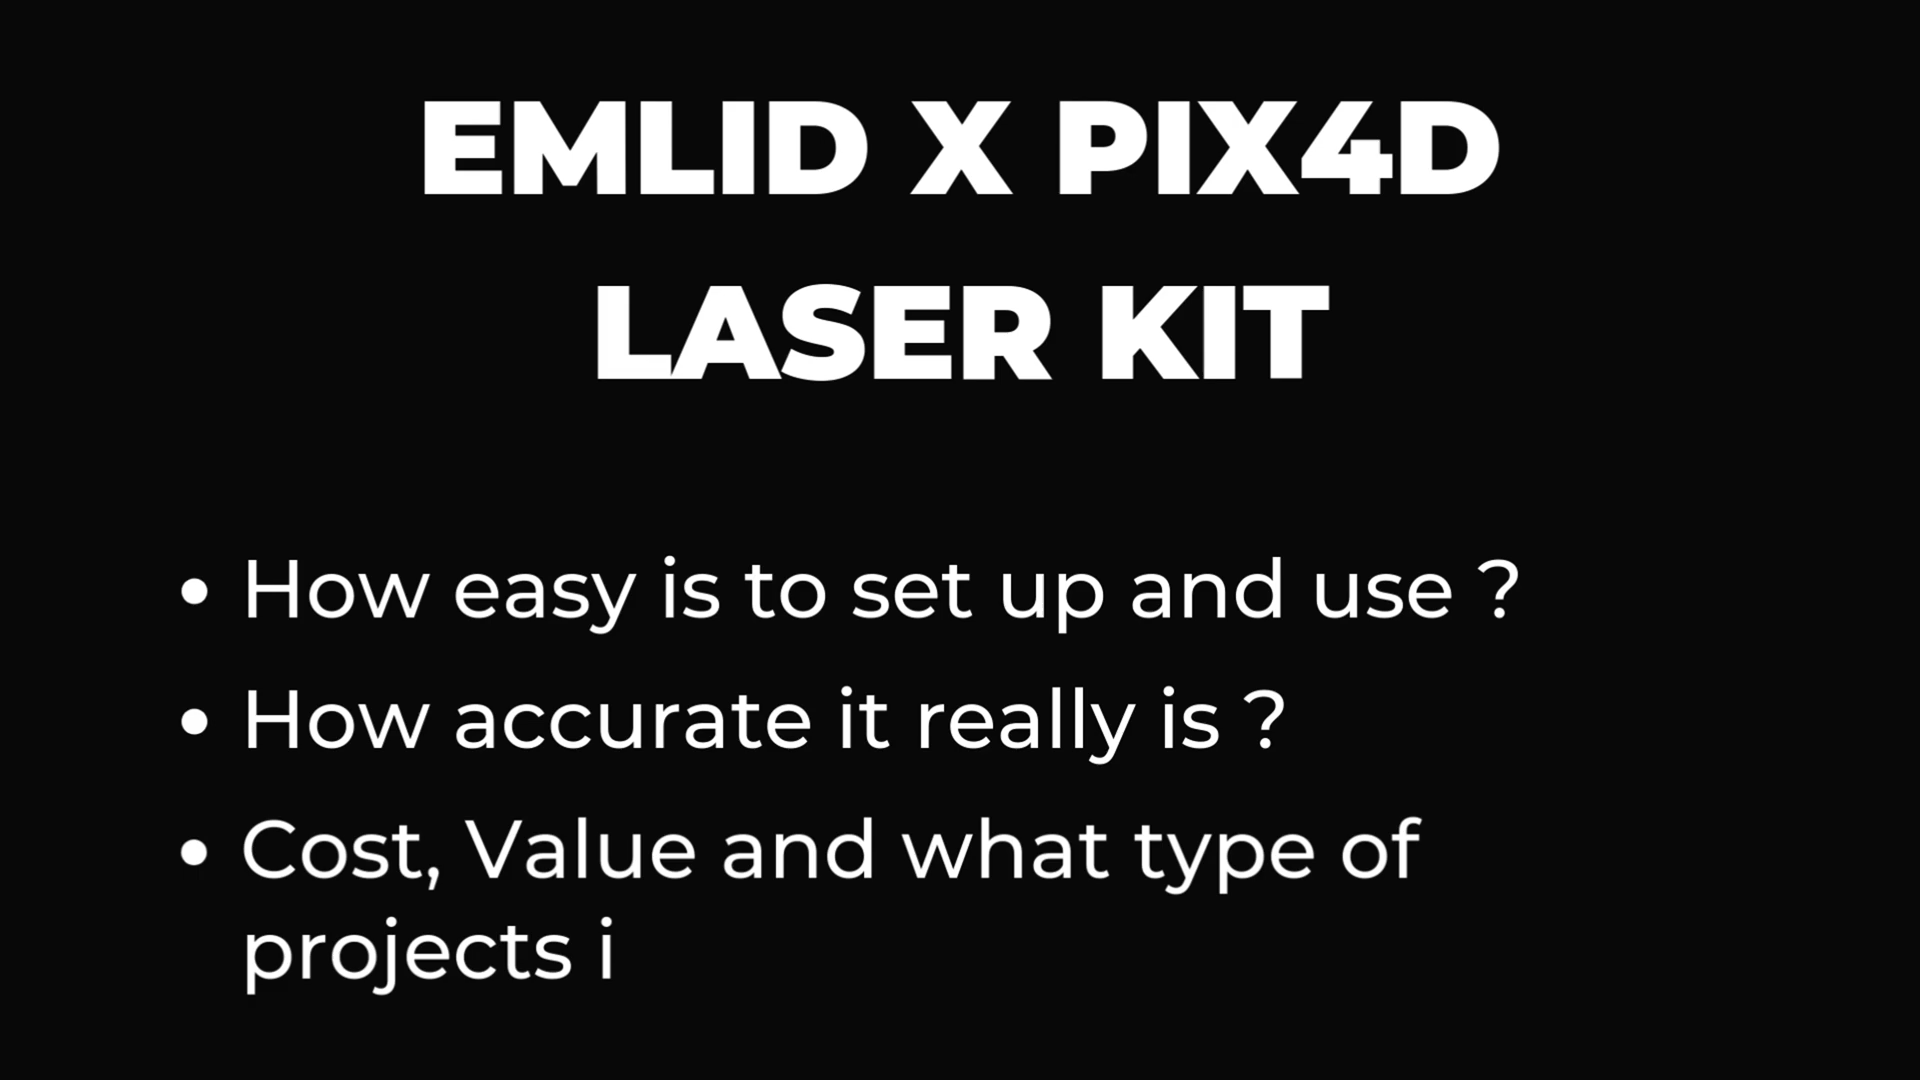 EMLID X PIX4D
LASER KIT
• How easy is to set up and use ?
• How accurate it really is ?
• Cost, Value and what type of
projects i